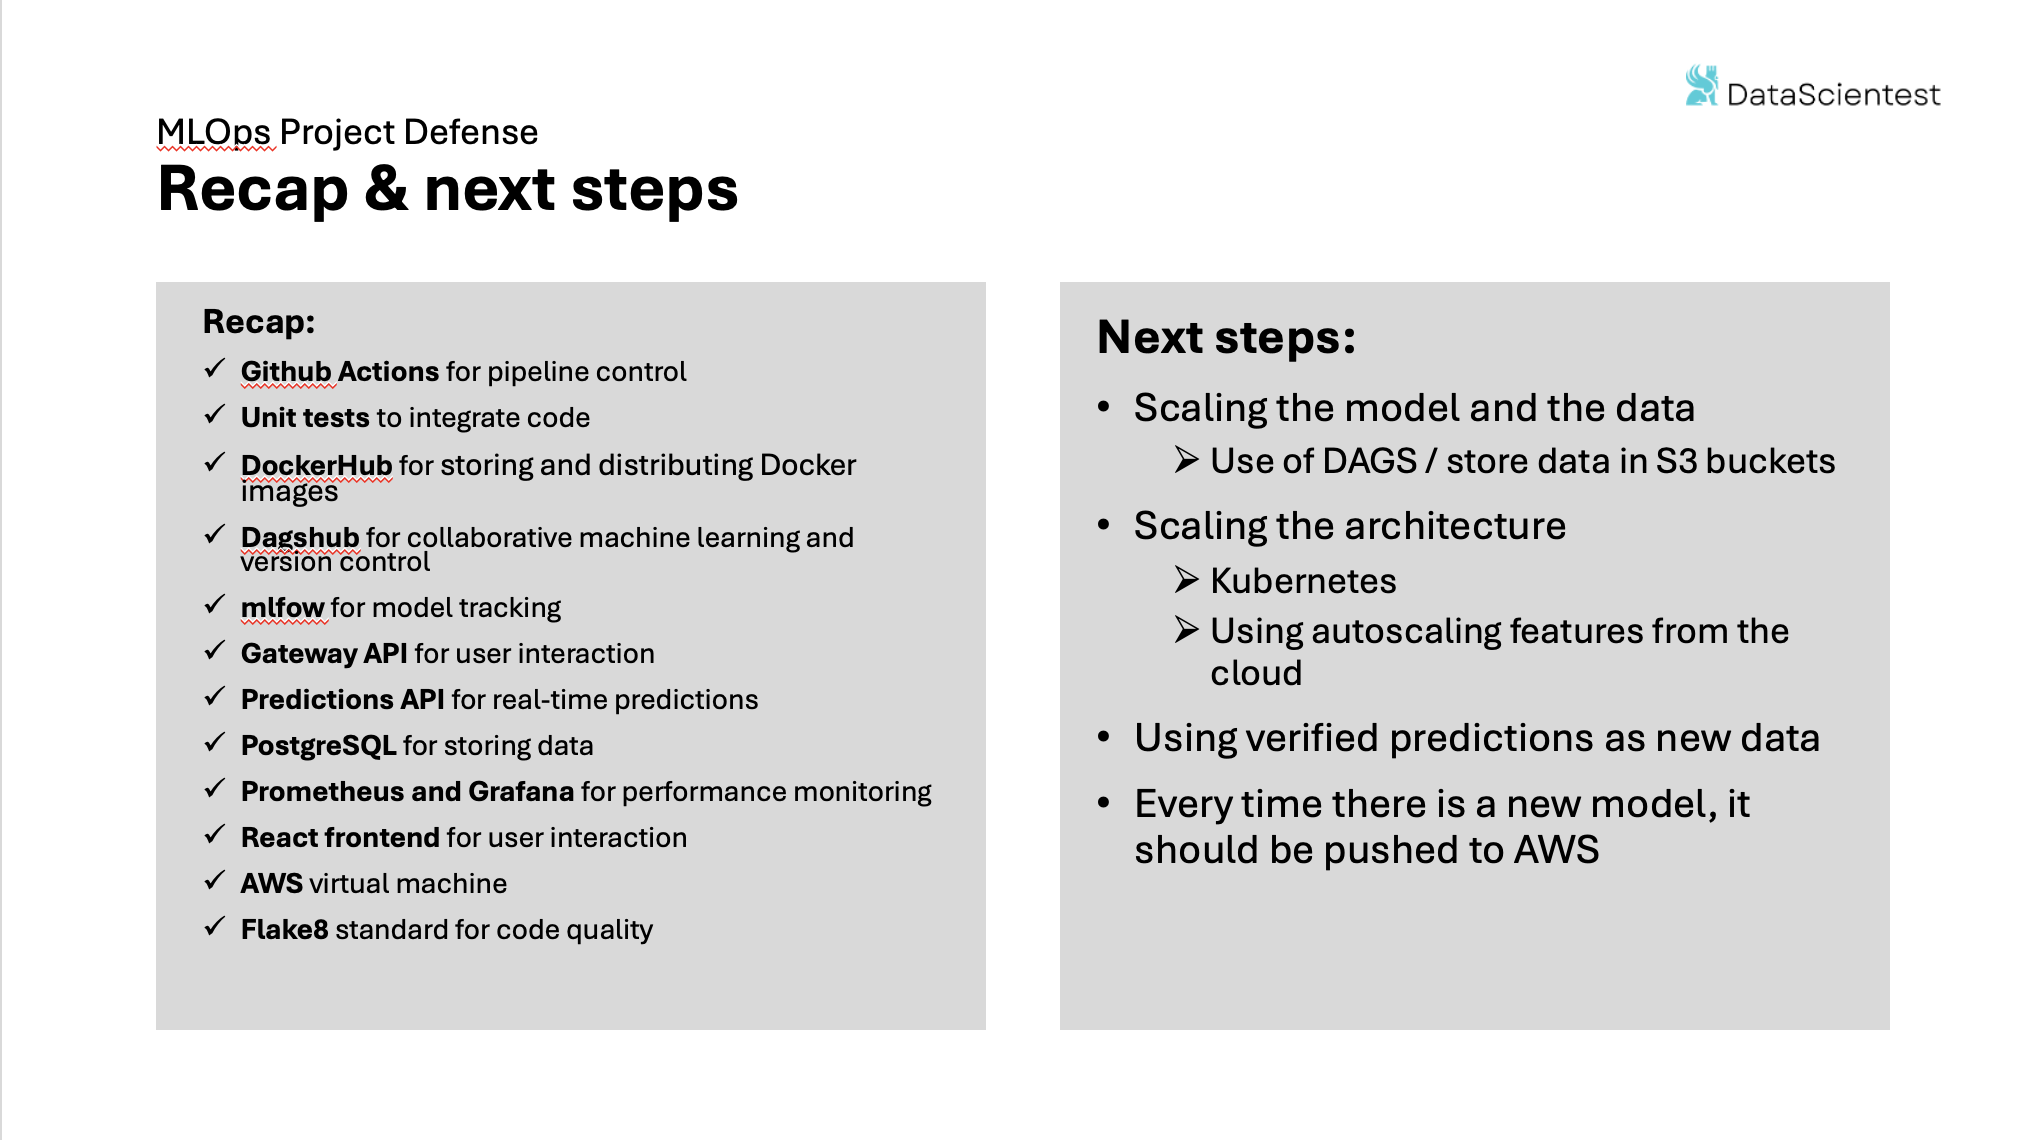 DataScientest
MLOps Project Defense
Recap & next steps
Recap:
✓ Github Actions for pipeline control
✓ Unit tests to integrate code
✓ DockerHub for storing and distributing Docker
images
✓ Dagshub for collaborative machine learning and
version control
✓ mlfow for model tracking
✓ Gateway API for user interaction
✓ Predictions API for real-time predictions
✓ PostgreSQL for storing data
✓ Prometheus and Grafana for performance monitoring
✓ React frontend for user interaction
✓ AWS virtual machine
✓ Flake8 standard for code quality
Next steps:
• Scaling the model and the data
➢ Use of DAGS / store data in S3 buckets
• Scaling the architecture
➢ Kubernetes
➢ Using autoscaling features from the
cloud
• Using verified predictions as new data
• Every time there is a new model, it
should be pushed to AWS